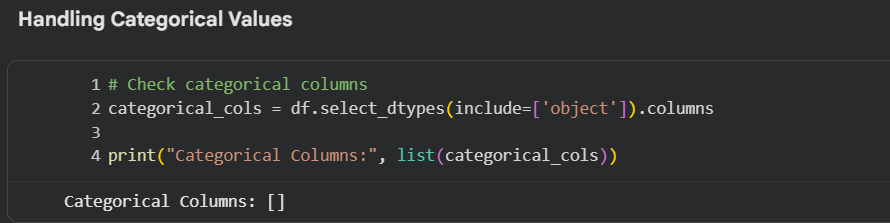 Handling Categorical Values
1 # Check categorical columns
2 categorical_cols = df.select_dtypes(include=['object']).columns
3
4 print("Categorical Columns:", list(categorical_cols))
Categorical Columns: []